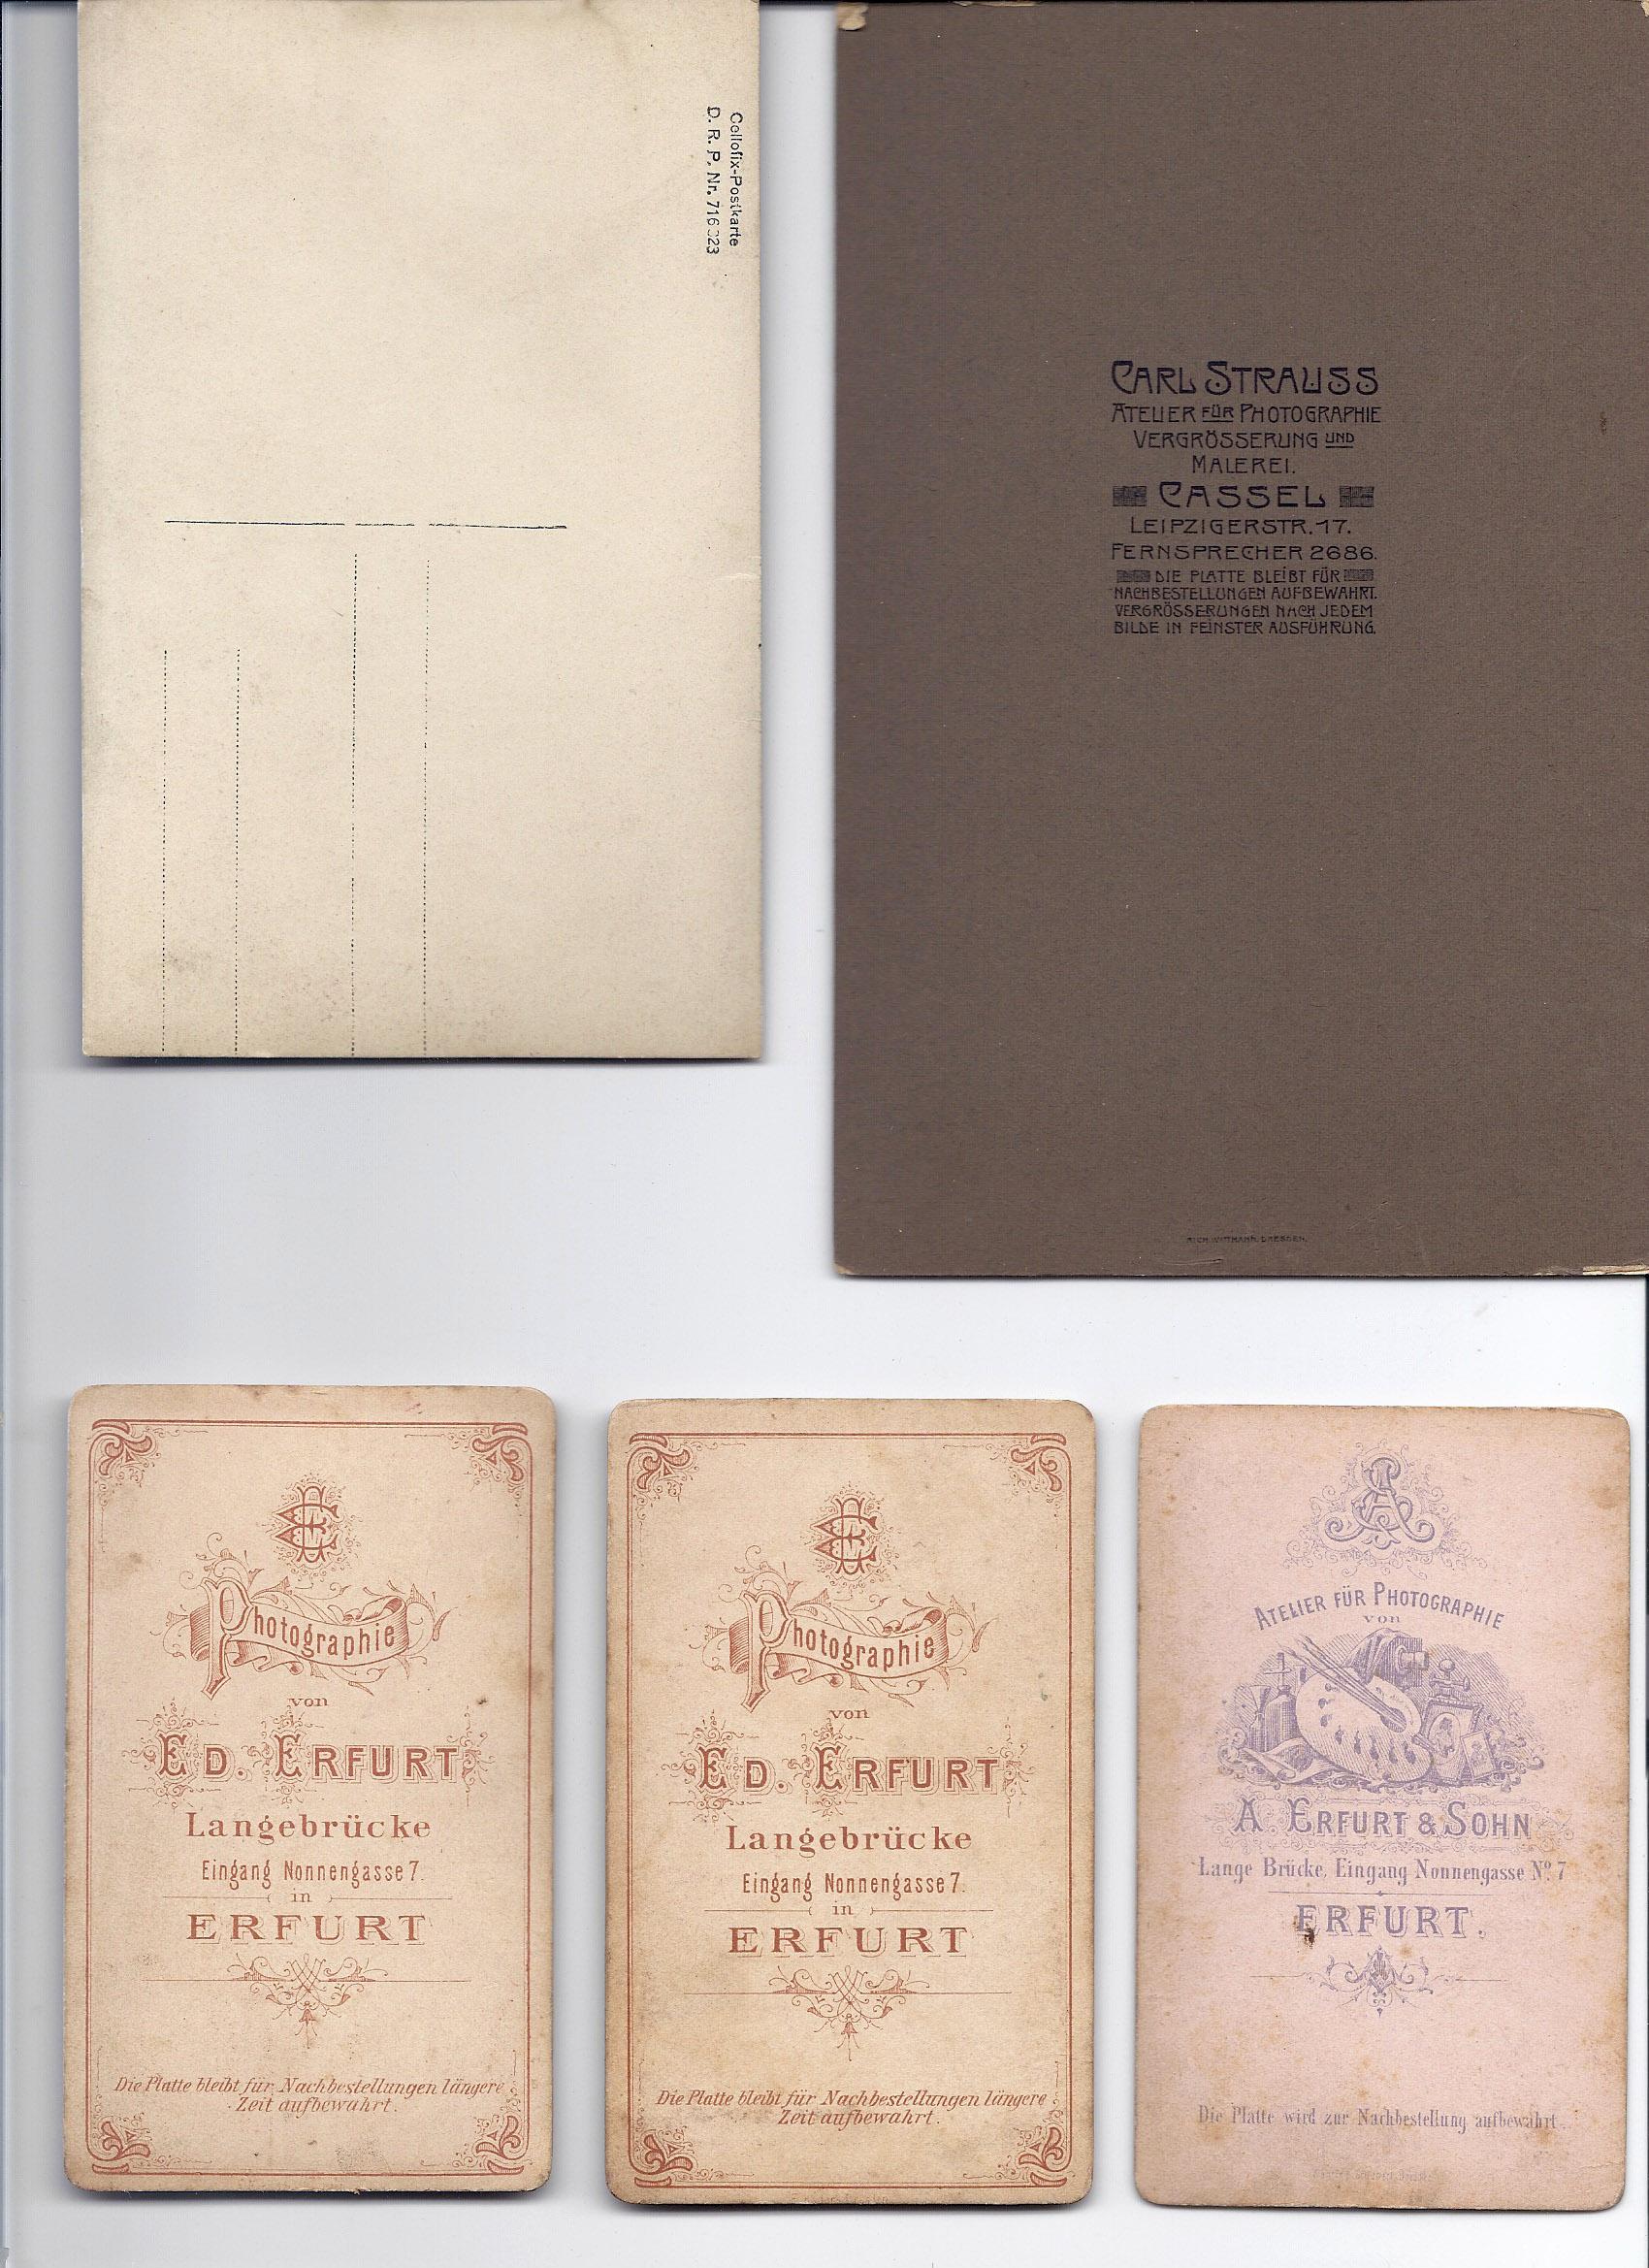 Collofix-Postkarte
D. R. P. Nr.
CARL STRAUSS
ATELIER FÜR PHOTOGRAPHIE
VERGRÖSSERUNG UND
MALEREI.
CASSEL
LEIPZIGERSTR. 17.
FERNSPRECHER 2686.
DIE PLATTE BLEIBT FÜR
NACHBESTELLUNGEN AUFBEWAHRT.
VERGRÖSSERUNGEN NACH JEDEM
BILDE IN FEINSTER AUSFÜHRUNG.
Photographie
von
ED. ERFURT
Langebrücke
Eingang Nonnengasse 7.
in
ERFURT
Die Platte bleibt für Nachbestellungen längere
Zeit aufbewahrt.
Photographie
von
ED. ERFURT
Langebrücke
Eingang Nonnengasse 7.
in
ERFURT
Die Platte bleibt für Nachbestellungen längere
Zeit aufbewahrt.
ATELIER FÜR PHOTOGRAPHIE
von
A. ERFURT & SOHN
Lange Brücke, Eingang Nonnengasse No. 7
ERFURT.
Die Platte wird zur Nachbestellung aufbewahrt.